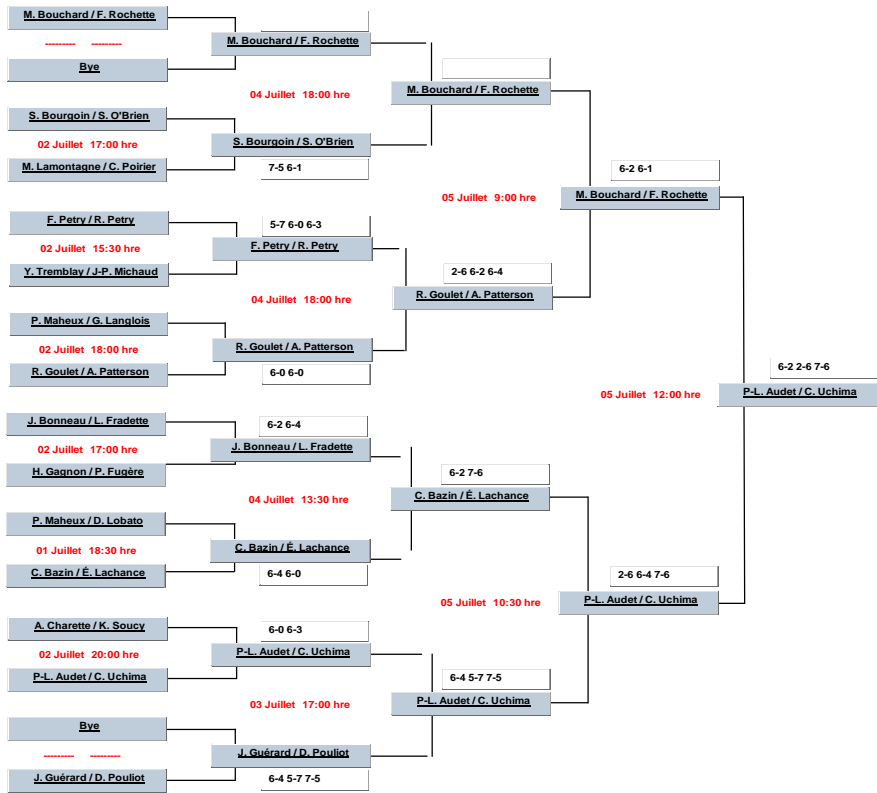 M. Bouchard / F. Rochette
--------- ---------
Bye
M. Bouchard / F. Rochette
04 Juillet 18:00 hre
M. Bouchard / F. Rochette
S. Bourgoin / S. O'Brien
02 Juillet 17:00 hre
M. Lamontagne / C. Poirier
S. Bourgoin / S. O'Brien
7-5 6-1
05 Juillet 9:00 hre
6-2 6-1
M. Bouchard / F. Rochette
F. Petry / R. Petry
02 Juillet 15:30 hre
Y. Tremblay / J-P. Michaud
5-7 6-0 6-3
F. Petry / R. Petry
04 Juillet 18:00 hre
2-6 6-2 6-4
R. Goulet / A. Patterson
P. Maheux / G. Langlois
02 Juillet 18:00 hre
R. Goulet / A. Patterson
R. Goulet / A. Patterson
6-0 6-0
05 Juillet 12:00 hre
6-2 2-6 7-6
P-L. Audet / C. Uchima
J. Bonneau / L. Fradette
02 Juillet 17:00 hre
H. Gagnon / P. Fugère
6-2 6-4
J. Bonneau / L. Fradette
04 Juillet 13:30 hre
6-2 7-6
C. Bazin / É. Lachance
P. Maheux / D. Lobato
01 Juillet 18:30 hre
C. Bazin / É. Lachance
C. Bazin / É. Lachance
6-4 6-0
05 Juillet 10:30 hre
2-6 6-4 7-6
P-L. Audet / C. Uchima
A. Charette / K. Soucy
02 Juillet 20:00 hre
P-L. Audet / C. Uchima
6-0 6-3
P-L. Audet / C. Uchima
03 Juillet 17:00 hre
6-4 5-7 7-5
P-L. Audet / C. Uchima
Bye
--------- ---------
J. Guérard / D. Pouliot
J. Guérard / D. Pouliot
6-4 5-7 7-5